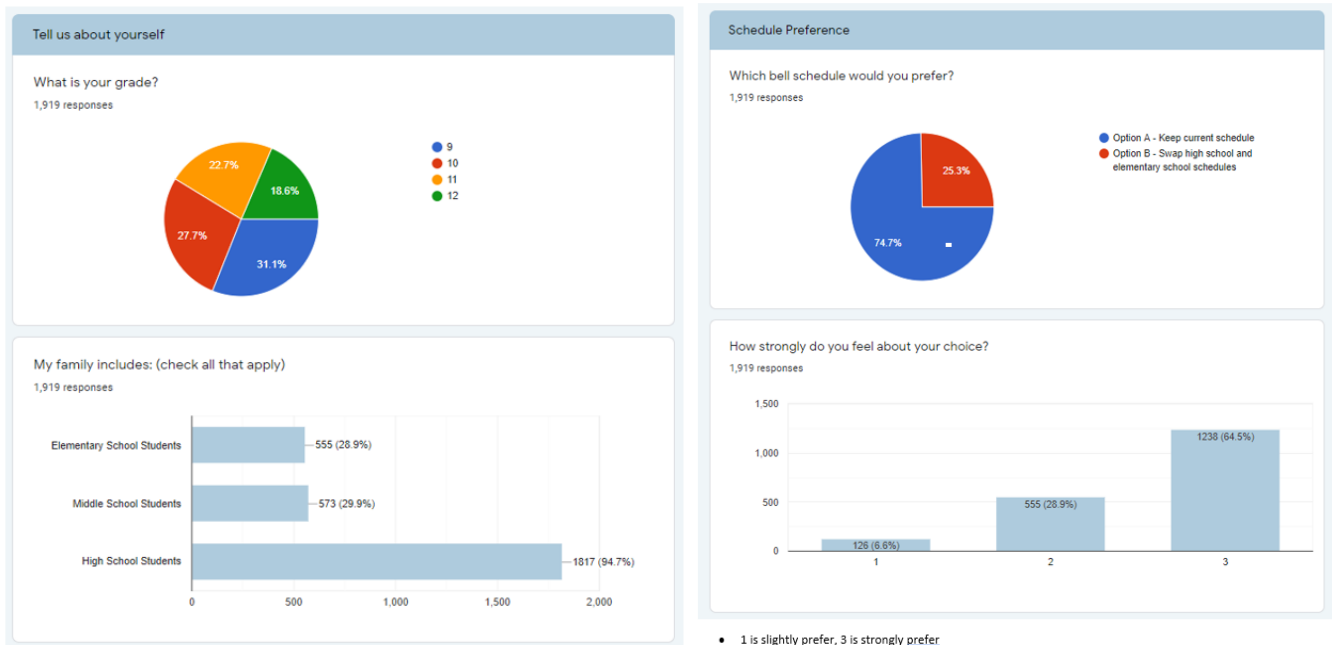 Tell us about yourself
What is your grade?
1,919 responses
22.7%
18.6%
27.7%
31.1%
9
10
11
12
My family includes: (check all that apply)
1,919 responses
Elementary School Students
555 (28.9%)
Middle School Students
573 (29.9%)
High School Students
1817 (94.7%)
0
500
1,000
1,500
2,000
Schedule Preference
Which bell schedule would you prefer?
1,919 responses
25.3%
74.7%
Option A - Keep current schedule
Option B - Swap high school and
elementary school schedules
How strongly do you feel about your choice?
1,919 responses
1,500
1,000
500
0
126 (6.6%)
555 (28.9%)
1238 (64.5%)
1
2
3
• 1 is slightly prefer, 3 is strongly prefer